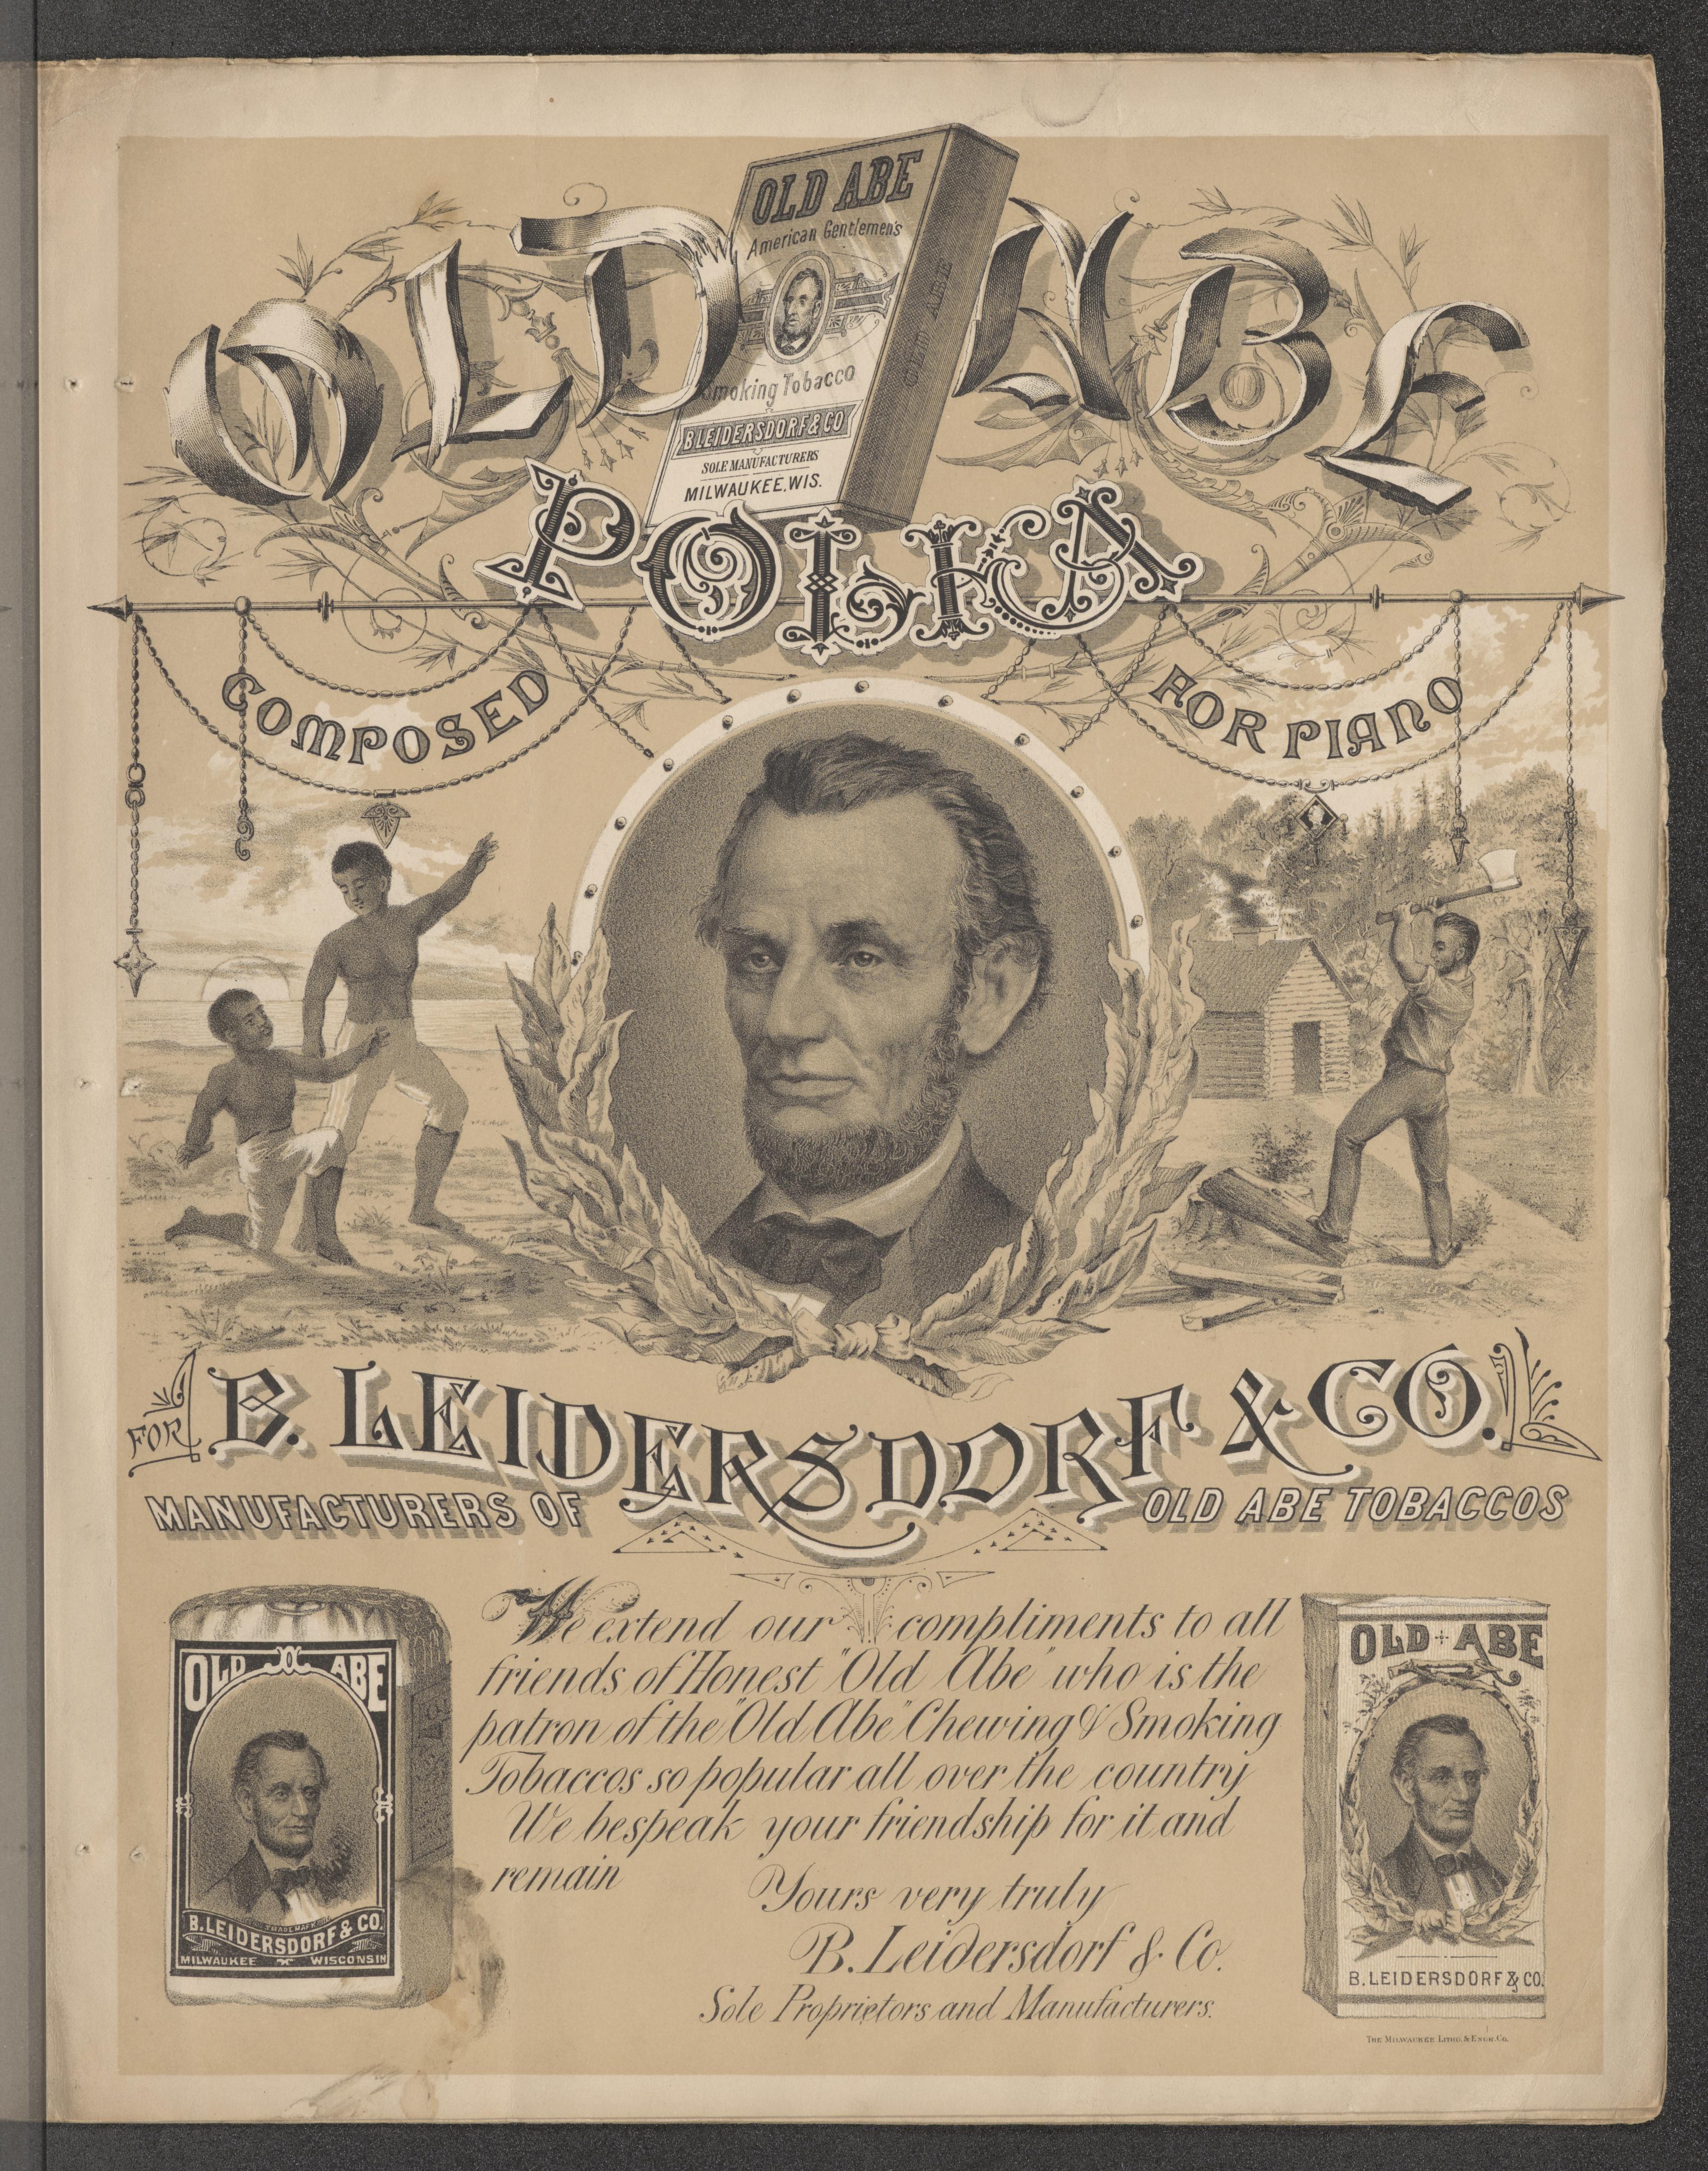 OLD ABE
OLD ABE
American Gentlemen's
Smoking Tobacco
B LEIDERSDORF & CO
SOLE MANUFACTURERS
MILWAUKEE, WIS.
OLD ABE
POLKA
COMPOSED FOR PIANO
FOR B. LEIDERSDORF & CO.
MANUFACTURERS OF OLD ABE TOBACCOS
We extend our compliments to all
friends of Honest "Old Abe" who is the
patron of the "Old Abe" Chewing & Smoking
Tobaccos so popular all over the country
We bespeak your friendship for it and
remain
Yours very truly
B. Leidersdorf & Co.
Sole Proprietors and Manufacturers.
OLD ABE
TRADE MARK
B. LEIDERSDORF & CO.
MILWAUKEE WISCONSIN
OLD ABE
B. LEIDERSDORF & CO.
THE MILWAUKEE LITHO. & ENGR. CO.